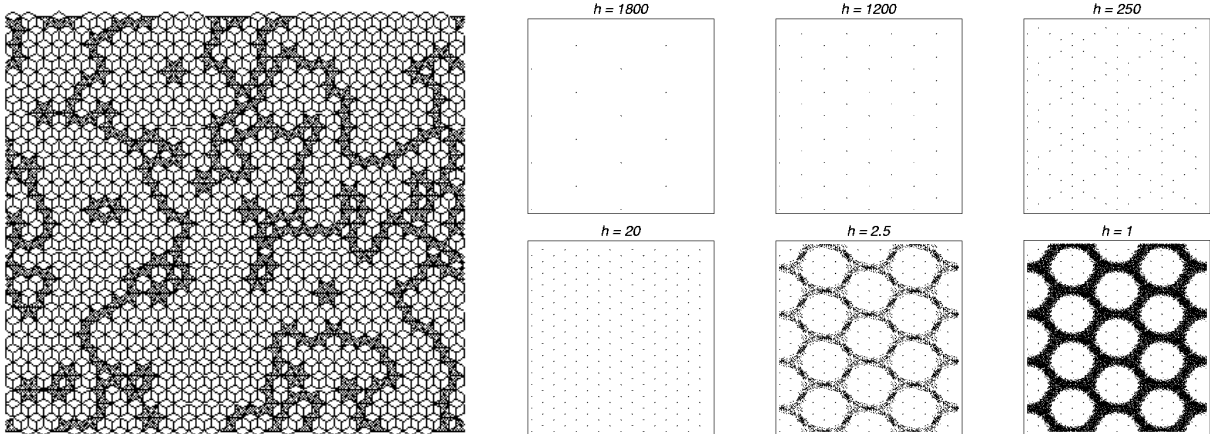 h = 1800
h = 1200
h = 250
h = 20
h = 2.5
h = 1